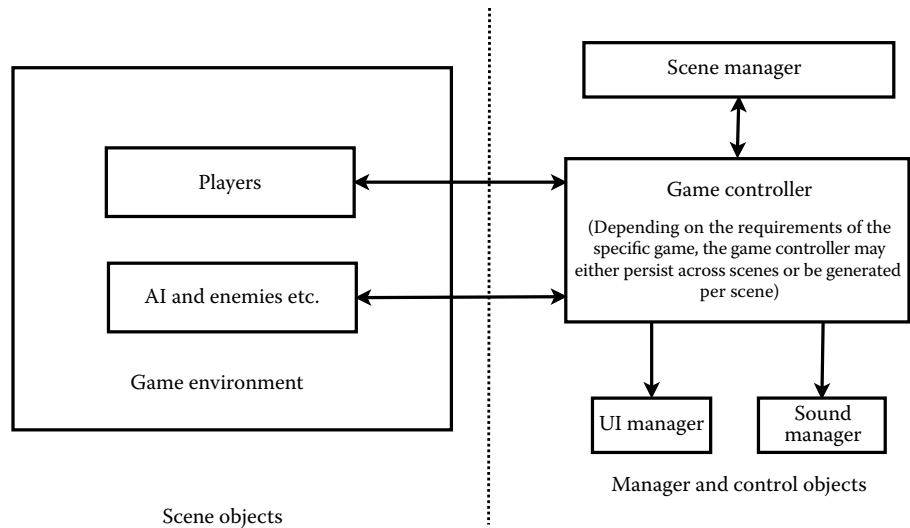 Players
AI and enemies etc.
Game environment
Scene objects
Scene manager
Game controller
(Depending on the requirements of the
specific game, the game controller may
either persist across scenes or be generated
per scene)
UI manager
Sound
manager
Manager and control objects